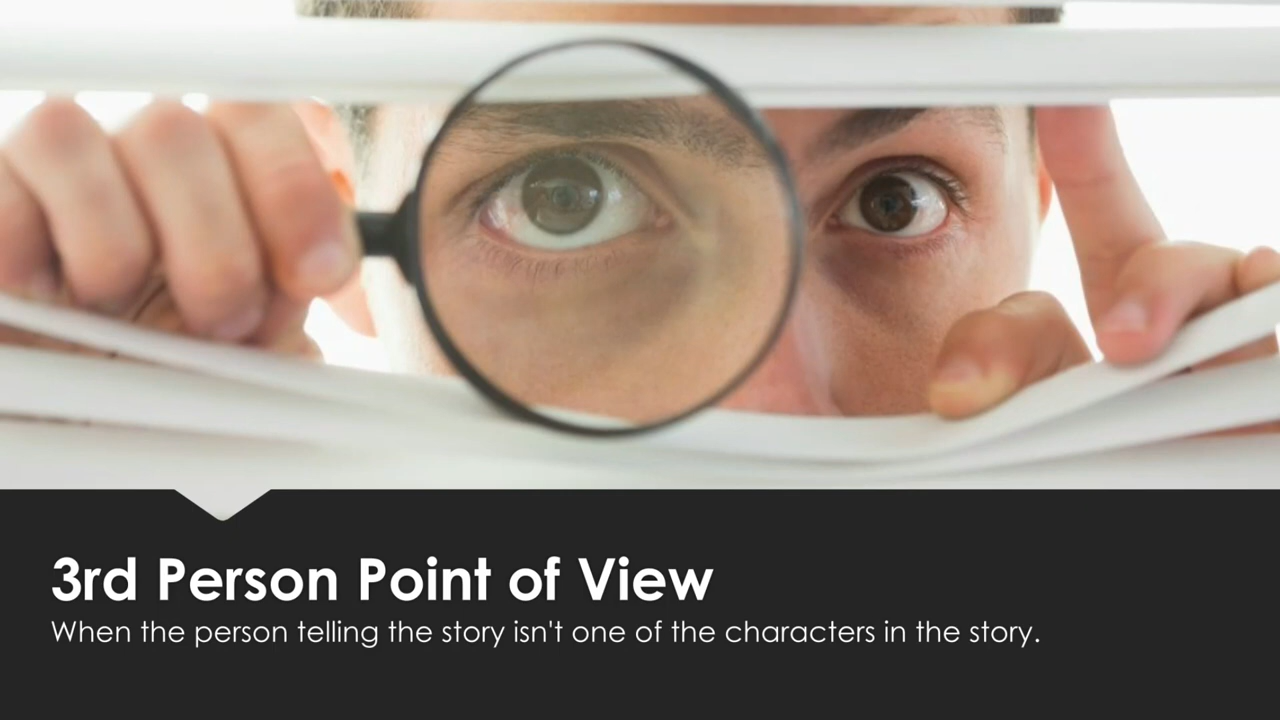 3rd Person Point of View
When the person telling the story isn't one of the characters in the story.